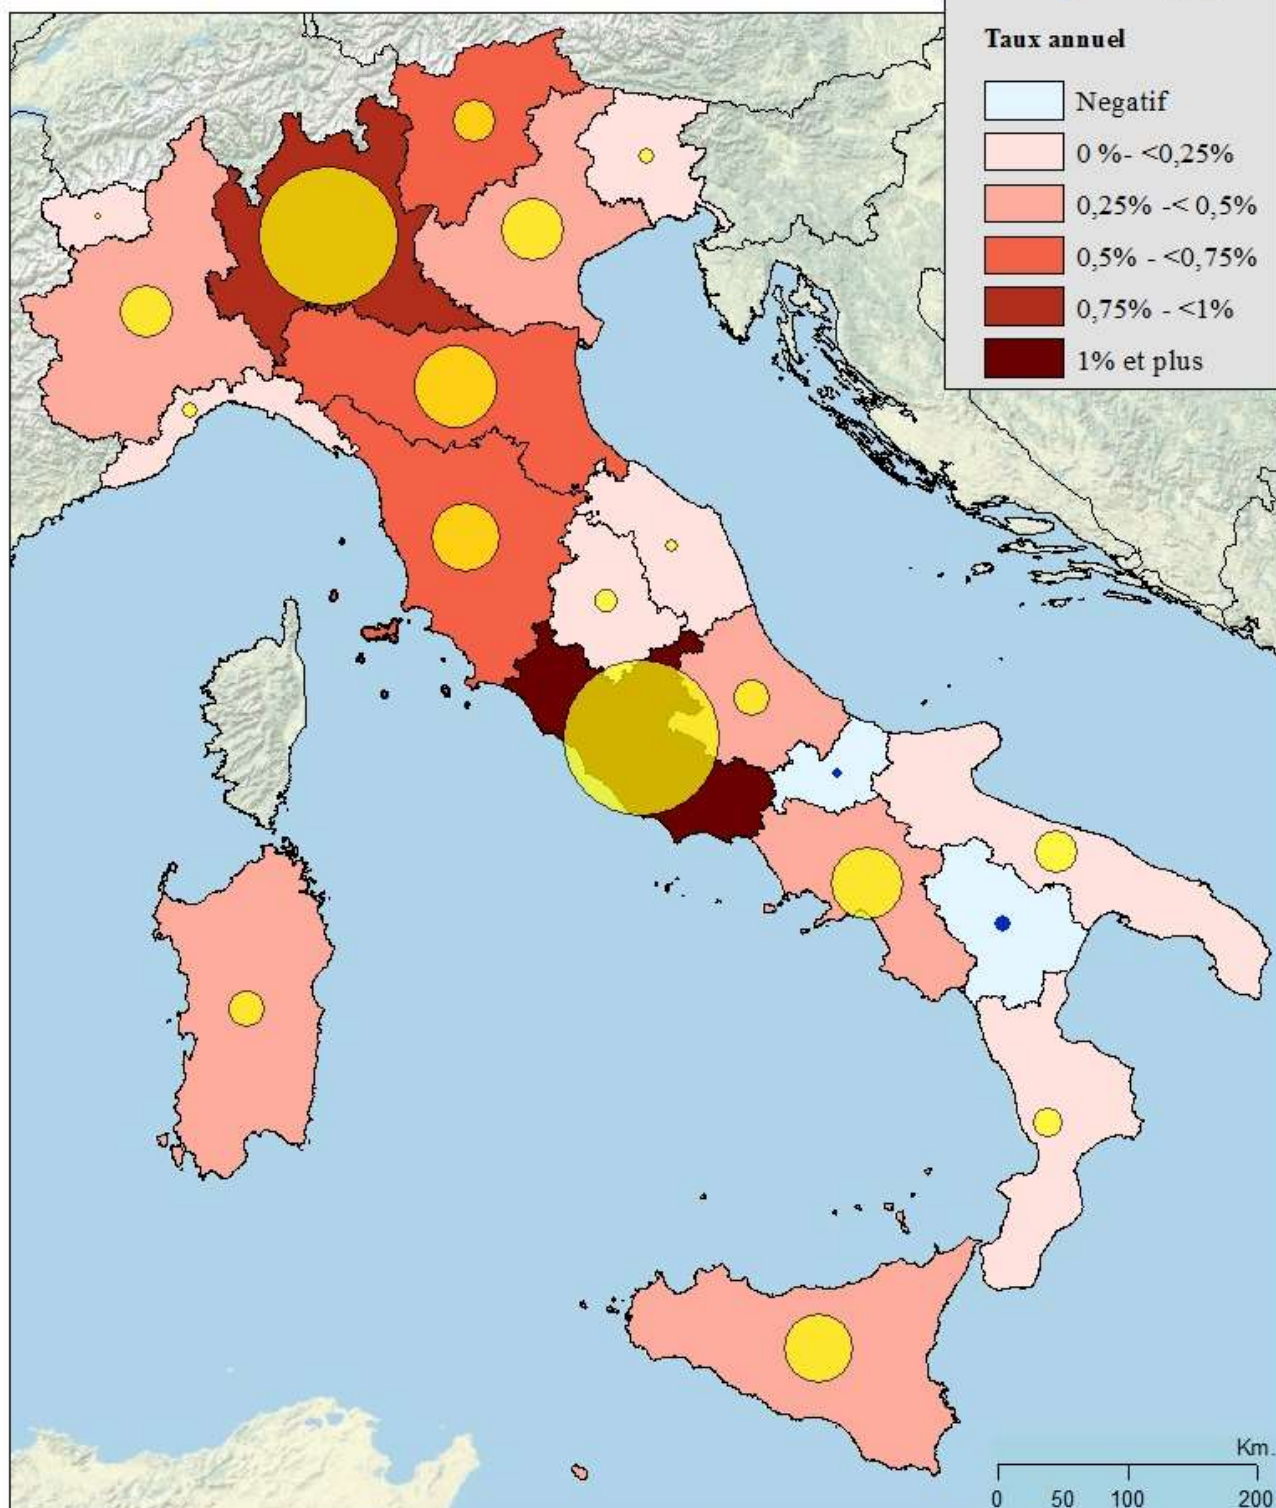 Taux annuel
Negatif
0 %- <0,25%
0,25% -< 0,5%
0,5% - <0,75%
0,75% - <1%
1% et plus
Km.
0 50 100 200